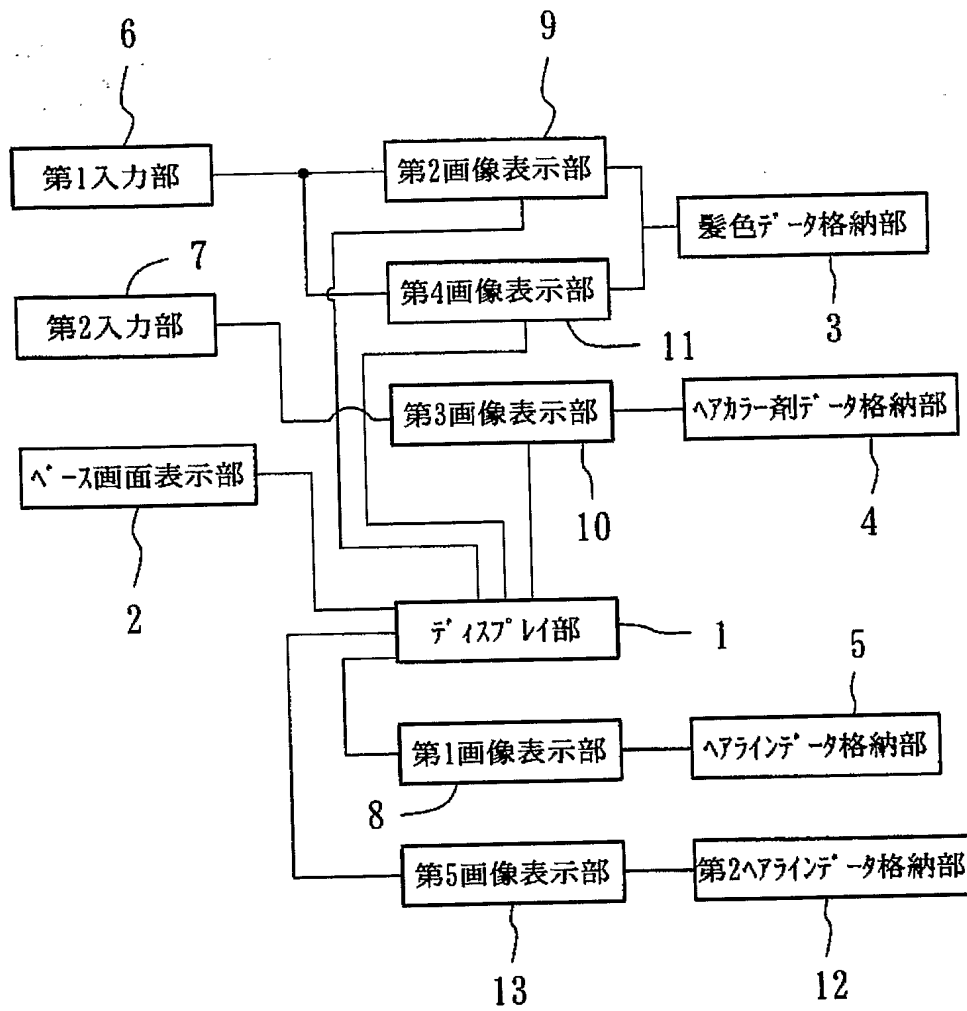 6
9
第1入力部
第2画像表示部
髪色データ格納部
7
第4画像表示部
第2入力部
3
11
第3画像表示部
ヘアカラー剤データ格納部
ベース画面表示部
10
4
2
ディスプレイ部
1
5
第1画像表示部
ヘアラインデータ格納部
8
第5画像表示部
第2ヘアラインデータ格納部
13
12